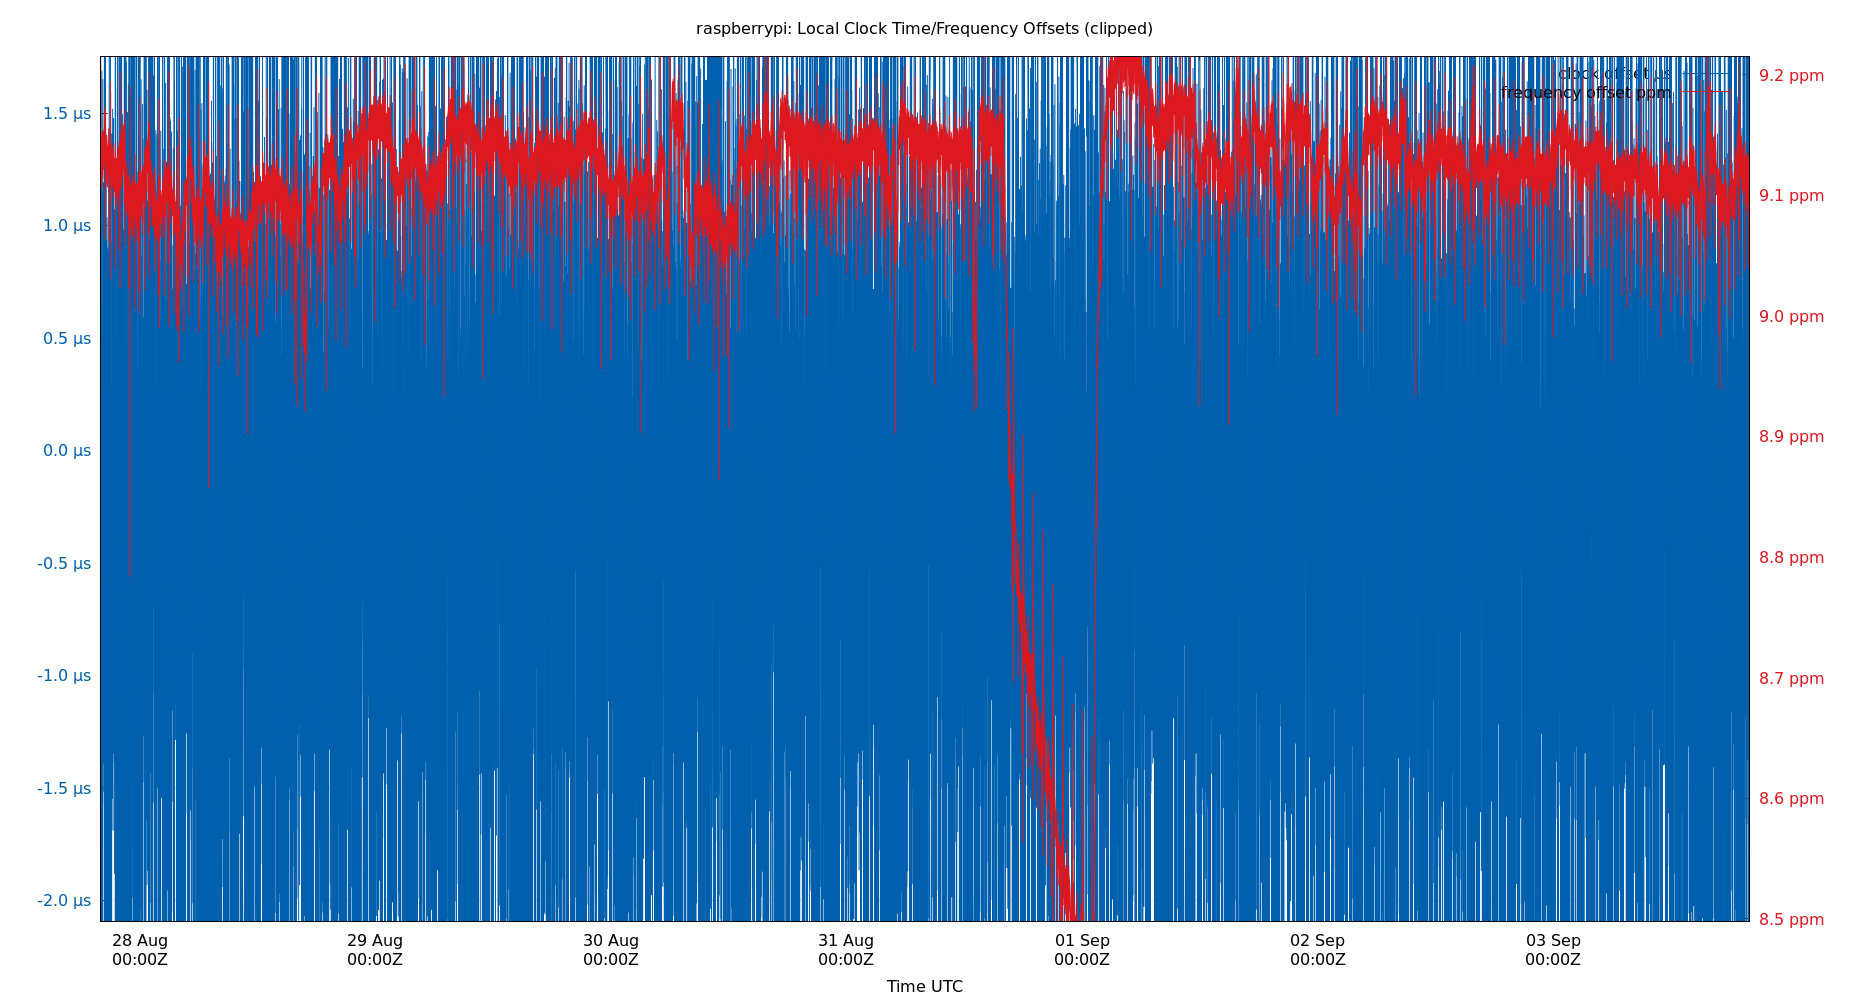 raspberrypi: Local Clock Time/Frequency Offsets (clipped)
clock offset µs
frequency offset ppm
1.5 µs
1.0 µs
0.5 µs
0.0 µs
-0.5 µs
-1.0 µs
-1.5 µs
-2.0 µs
9.2 ppm
9.1 ppm
9.0 ppm
8.9 ppm
8.8 ppm
8.7 ppm
8.6 ppm
8.5 ppm
28 Aug
00:00Z
29 Aug
00:00Z
30 Aug
00:00Z
31 Aug
00:00Z
01 Sep
00:00Z
02 Sep
00:00Z
03 Sep
00:00Z
Time UTC